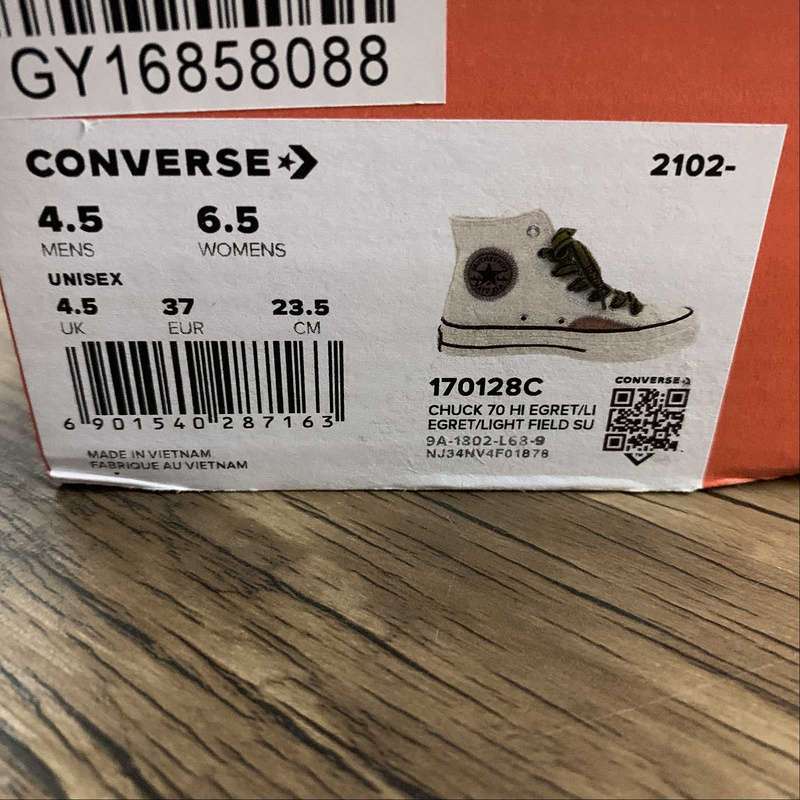 GY16858088
CONVERSE
2102-
4.5 6.5
MENS WOMENS
UNISEX
4.5 37 23.5
UK EUR CM
6 901540 287163
MADE IN VIETNAM
FABRIQUE AU VIETNAM
170128C
CONVERSE
CHUCK 70 HI EGRET/LI
EGRET/LIGHT FIELD SU
9A-1302-L68-9
NJ34NV4F01878